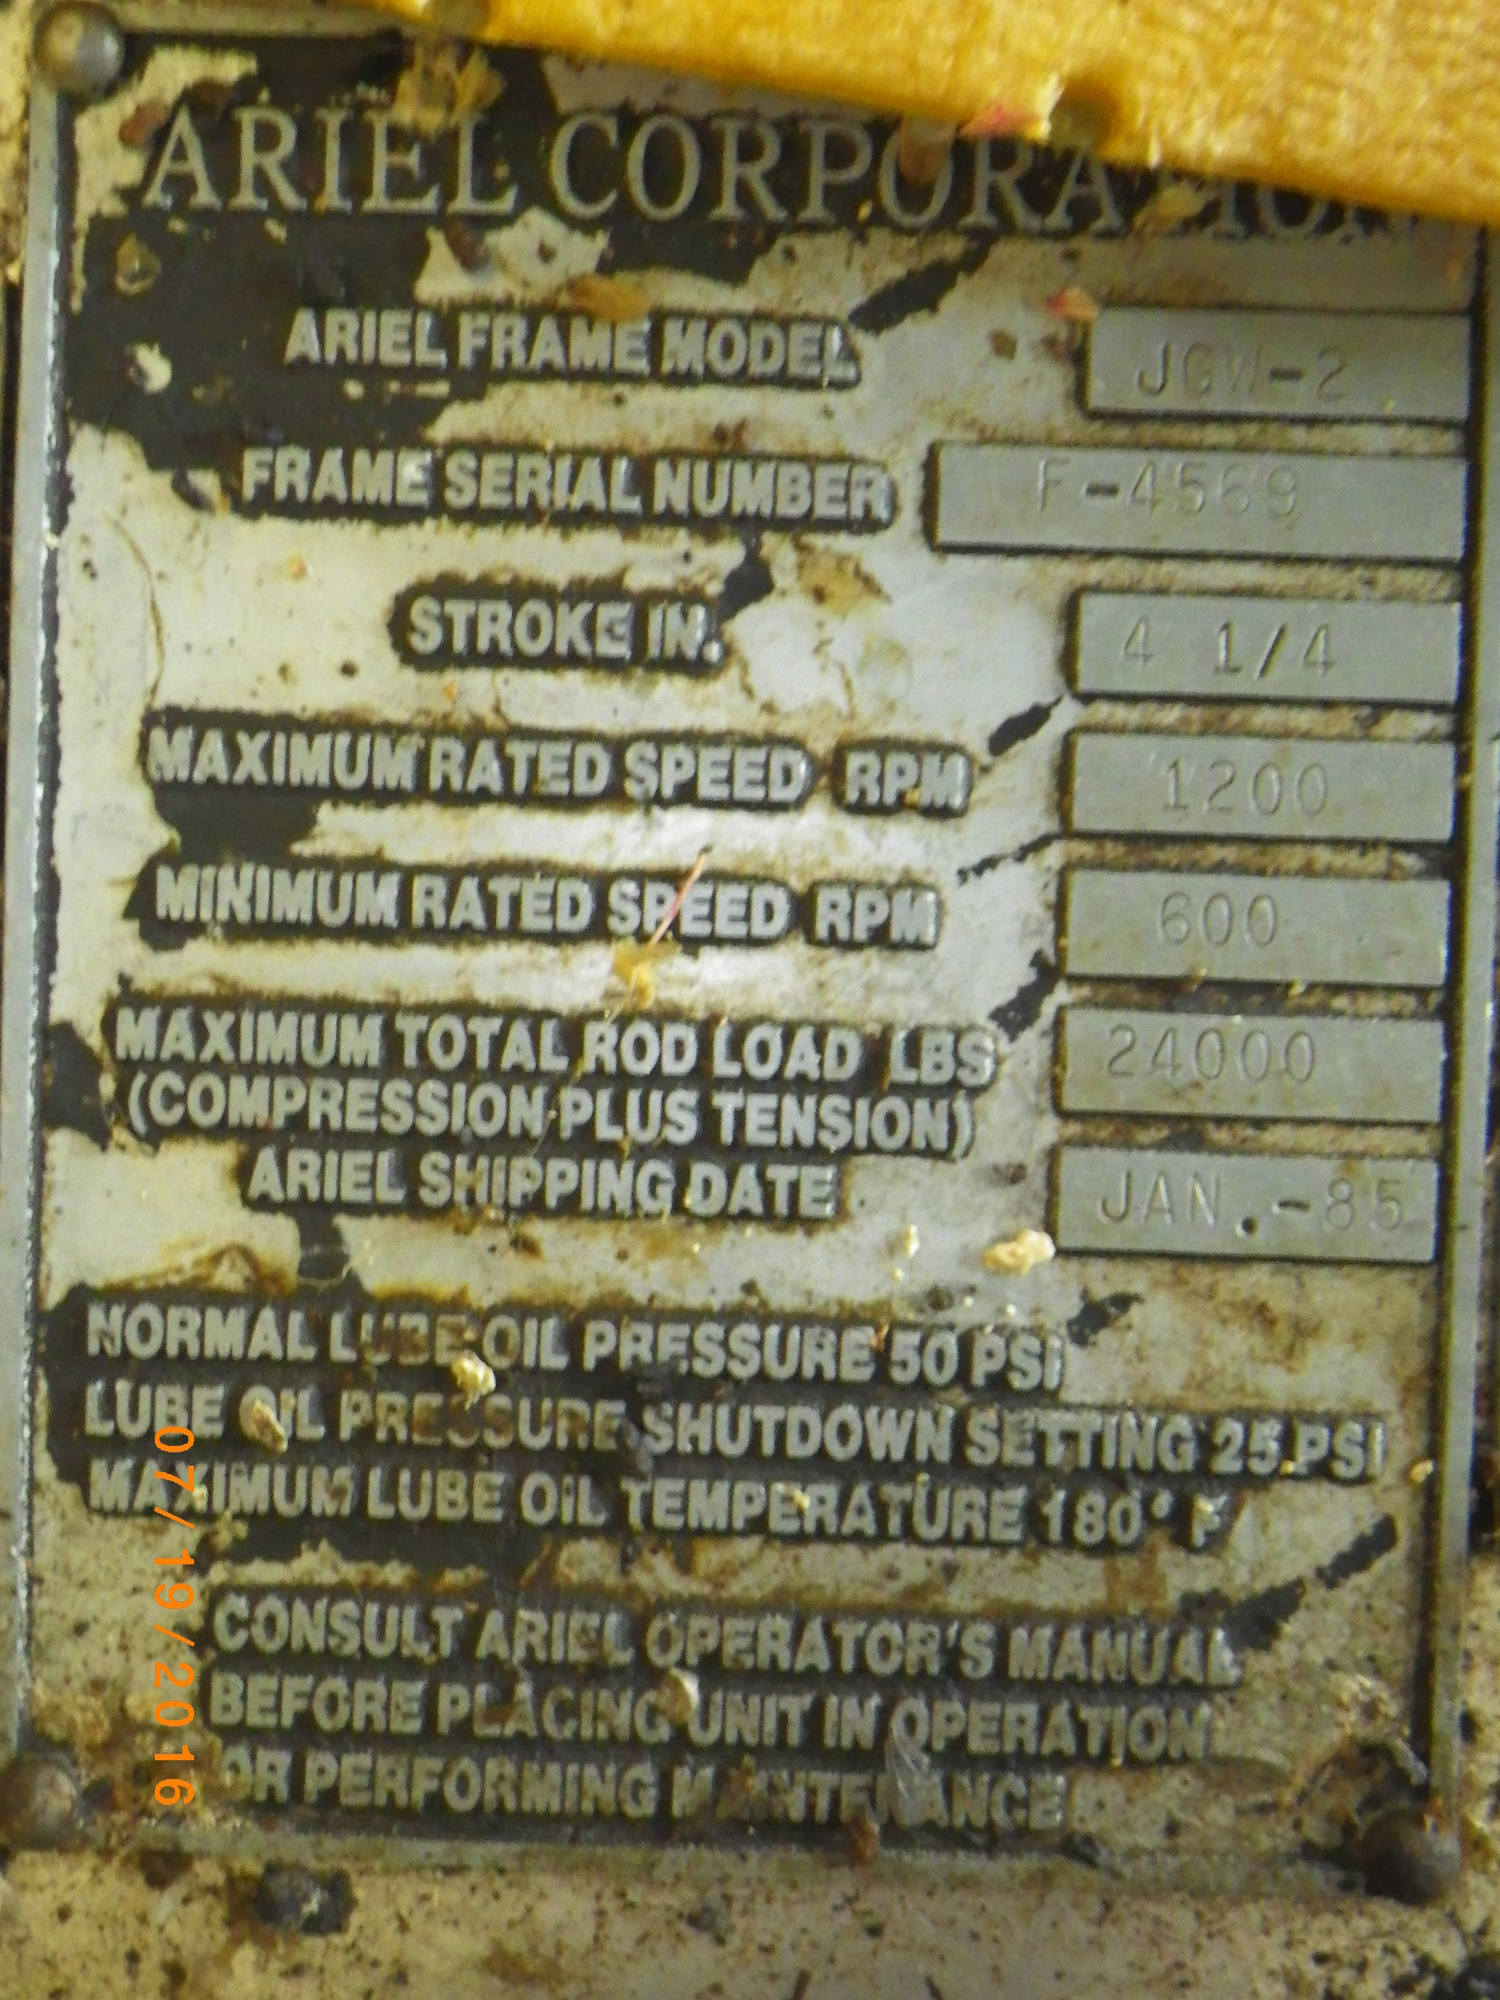 ARIEL CORPORATION
ARIEL FRAME MODEL JGW-2
FRAME SERIAL NUMBER F-4569
STROKE IN. 4 1/4
MAXIMUM RATED SPEED RPM 1200
MINIMUM RATED SPEED RPM 600
MAXIMUM TOTAL ROD LOAD LBS 24000
(COMPRESSION PLUS TENSION)
ARIEL SHIPPING DATE JAN.-85
NORMAL LUBE OIL PRESSURE 50 PSI
LUBE OIL PRESSURE SHUTDOWN SETTING 25 PSI
MAXIMUM LUBE OIL TEMPERATURE 180° F
CONSULT ARIEL OPERATOR'S MANUAL
BEFORE PLACING UNIT IN OPERATION
OR PERFORMING MAINTENANCE
07/19/2016